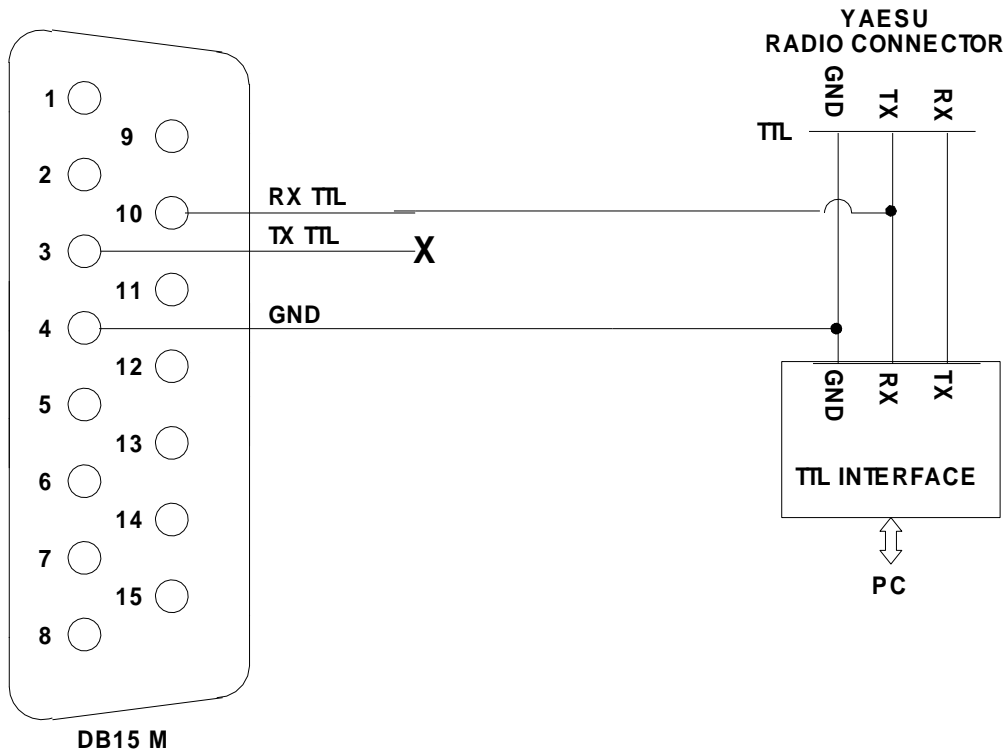 YAESU
RADIO CONNECTOR
GND TX RX
TTL
1
9
2
10 RX TTL
3 TX TTL X
11
4 GND
12
5
13
6
14
7
15
8
GND RX TX
TTL INTERFACE
PC
DB15 M